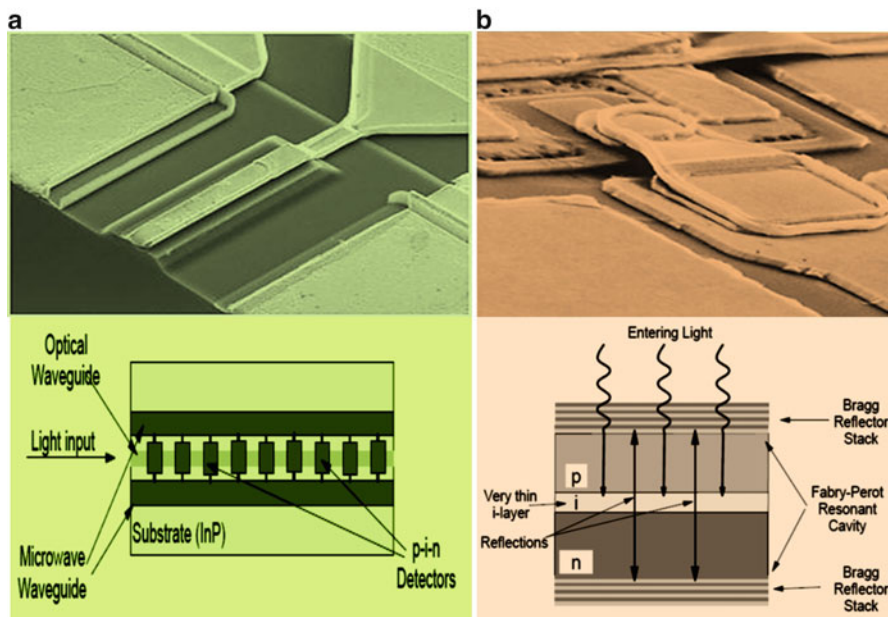 a
b
Optical
Waveguide
Light input
Microwave
Waveguide
Substrate (InP)
p-i-n
Detectors
Entering Light
Bragg
Reflector
Stack
p
Very thin
i-layer
i
Reflections
n
Fabry-Perot
Resonant
Cavity
Bragg
Reflector
Stack